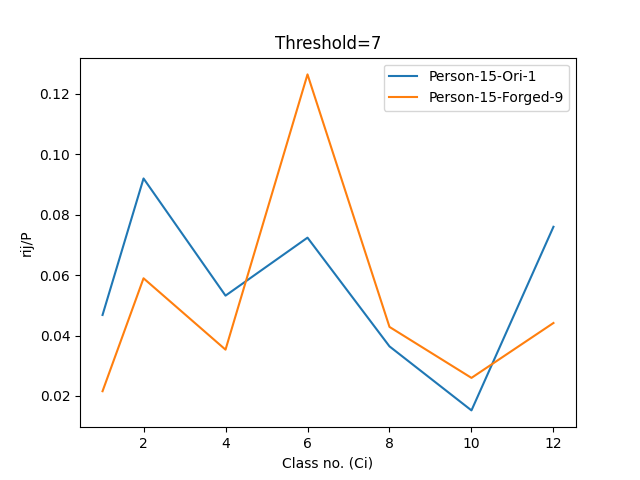 Threshold=7
Person-15-Ori-1
Person-15-Forged-9
rij/P
0.12
0.10
0.08
0.06
0.04
0.02
2 4 6 8 10 12
Class no. (Ci)